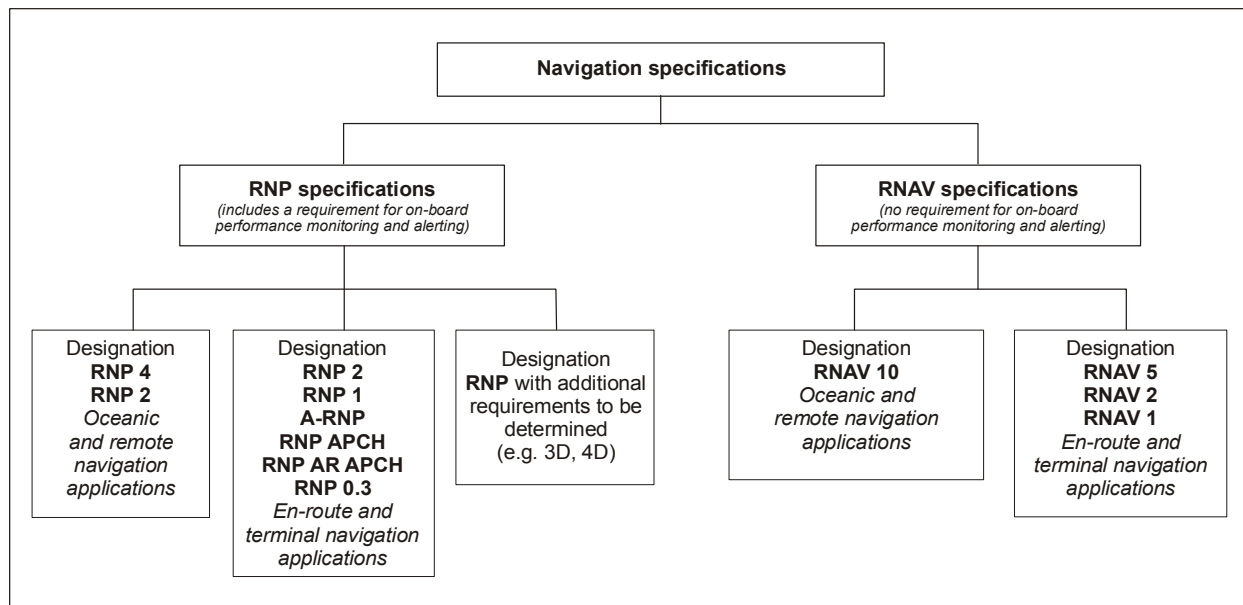 Navigation specifications
RNP specifications
(includes a requirement for on-board
performance monitoring and alerting)
RNAV specifications
(no requirement for on-board
performance monitoring and alerting)
Designation
RNP 4
RNP 2
Oceanic
and remote
navigation
applications
Designation
RNP 2
RNP 1
A-RNP
RNP APCH
RNP AR APCH
RNP 0.3
En-route and
terminal navigation
applications
Designation
RNP with additional
requirements to be
determined
(e.g. 3D, 4D)
Designation
RNAV 10
Oceanic and
remote navigation
applications
Designation
RNAV 5
RNAV 2
RNAV 1
En-route and
terminal navigation
applications